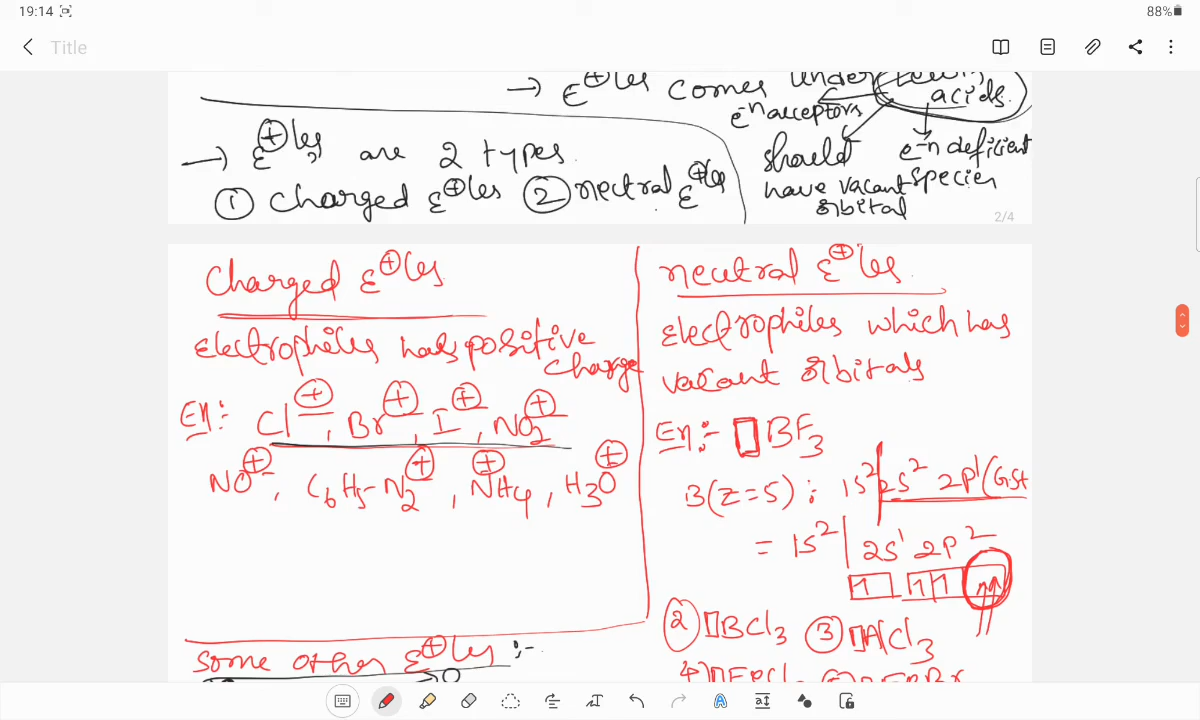 19:14 88%
Title
→ E⊕les comes under Lewis acids.
e-n acceptors
should have vacant orbital
e-n deficient species
→ E⊕les are 2 types.
① charged E⊕les ② neutral E⊕les
2/4
Charged E⊕les
Electrophiles has positive charge
Ex:- Cl⊕, Br⊕, I⊕, NO₂⊕
NO⊕, C₆H₅-N₂⊕, NH₄⊕, H₃O⊕
neutral E⊕les
Electrophiles which has
vacant orbitals
Ex:- BF₃
B(Z=5) : 1s² 2s² 2p¹(G.St
= 1s² | 2s¹ 2p²
1 1 1
② BCl₃ ③ AlCl₃
some other E⊕les :-